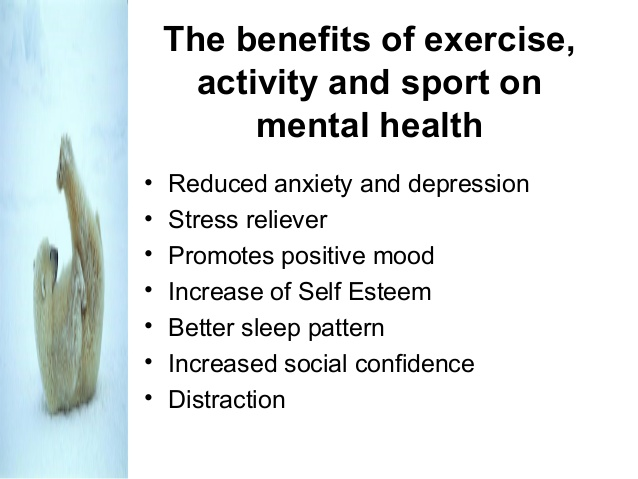 The benefits of exercise,
activity and sport on
mental health
• Reduced anxiety and depression
• Stress reliever
• Promotes positive mood
• Increase of Self Esteem
• Better sleep pattern
• Increased social confidence
• Distraction